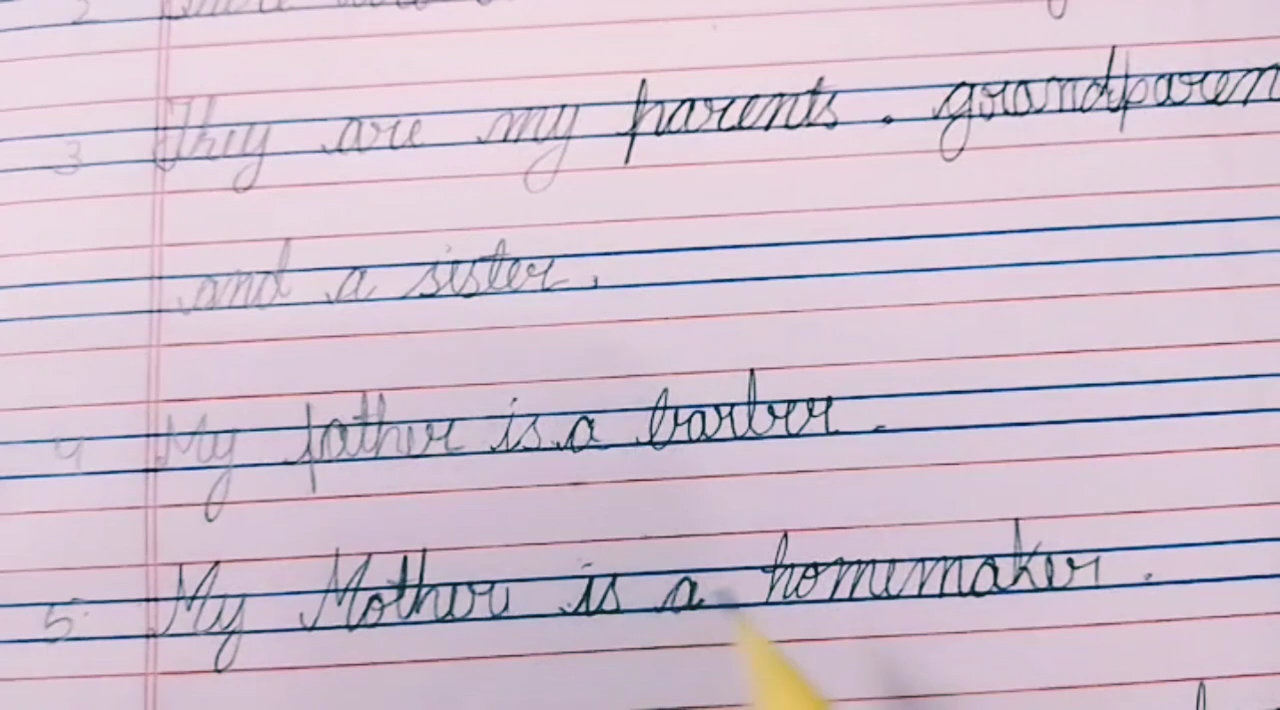 3 They are my parents. grandparen
and a sister.
4 My father is a barber.
5 My Mother is a homemaker.